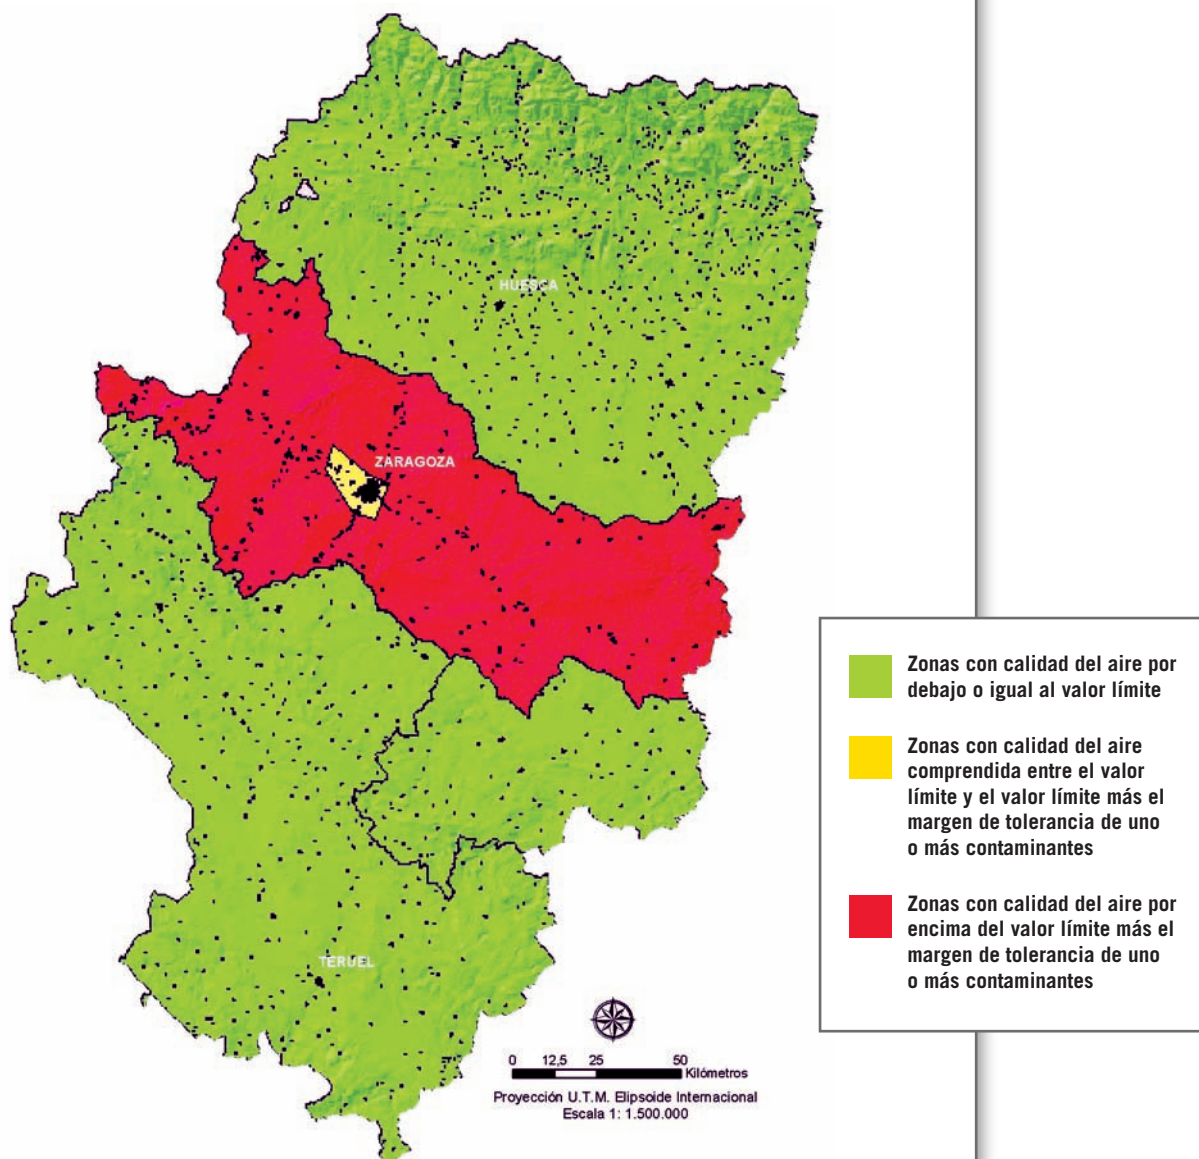 HUESCA
ZARAGOZA
TERUEL
0 12,5 25 50
Kilómetros
Proyección U.T.M. Elipsoide Internacional
Escala 1: 1.500.000
Zonas con calidad del aire por
debajo o igual al valor límite
Zonas con calidad del aire
comprendida entre el valor
límite y el valor límite más el
margen de tolerancia de uno
o más contaminantes
Zonas con calidad del aire por
encima del valor límite más el
margen de tolerancia de uno
o más contaminantes